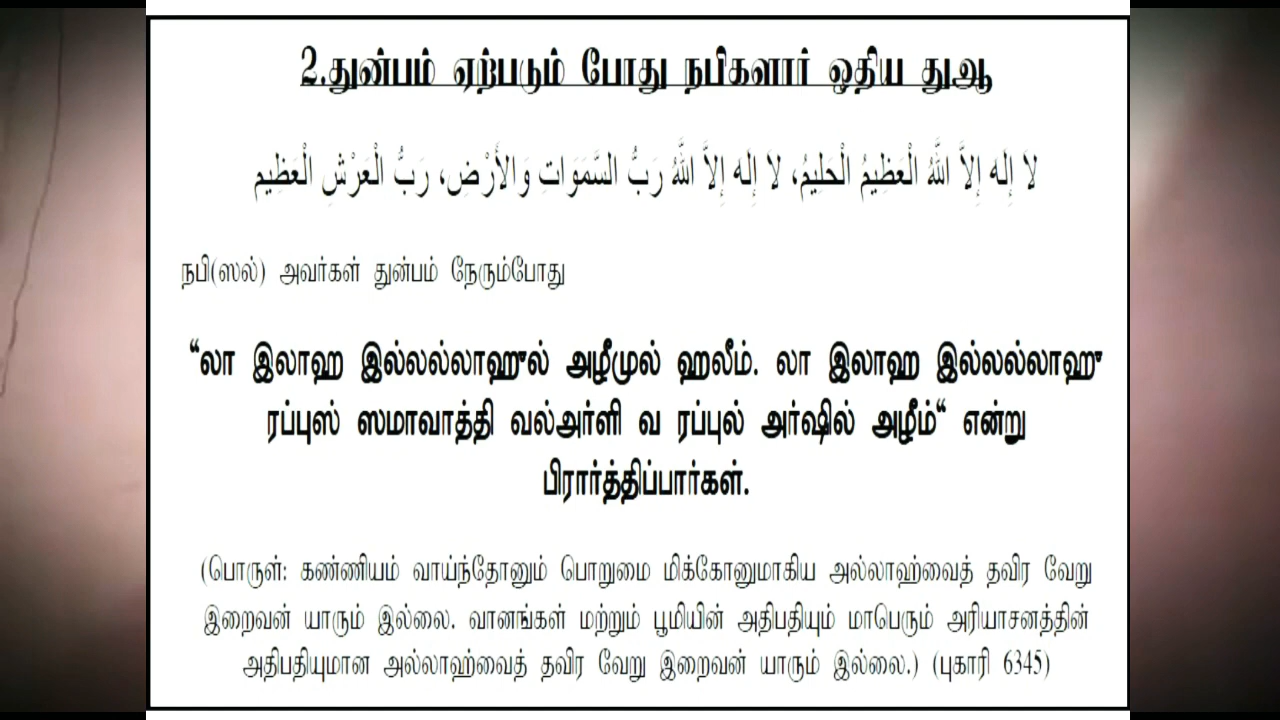 2.துன்பம் ஏற்படும் போது நபிகளார் ஓதிய துஆ
لاَ إِلَه إِلاَّ اللَّهُ الْعَظِيمُ الْحَلِيمُ، لاَ إِلَه إِلاَّ اللَّهُ رَبُّ السَّمَوَاتِ وَالأَرْضِ، رَبُّ الْعَرْشِ الْعَظِيم
நபி(ஸல்) அவர்கள் துன்பம் நேரும்போது
“லா இலாஹ இல்லல்லாஹுல் அழீமுல் ஹலீம். லா இலாஹ இல்லல்லாஹு
ரப்புஸ் ஸமாவாத்தி வல்அர்ளி வ ரப்புல் அர்ஷில் அழீம்“ என்று
பிரார்த்திப்பார்கள்.
(பொருள்: கண்ணியம் வாய்ந்தோனும் பொறுமை மிக்கோனுமாகிய அல்லாஹ்வைத் தவிர வேறு
இறைவன் யாரும் இல்லை. வானங்கள் மற்றும் பூமியின் அதிபதியும் மாபெரும் அரியாசனத்தின்
அதிபதியுமான அல்லாஹ்வைத் தவிர வேறு இறைவன் யாரும் இல்லை.) (புகாரி 6345)